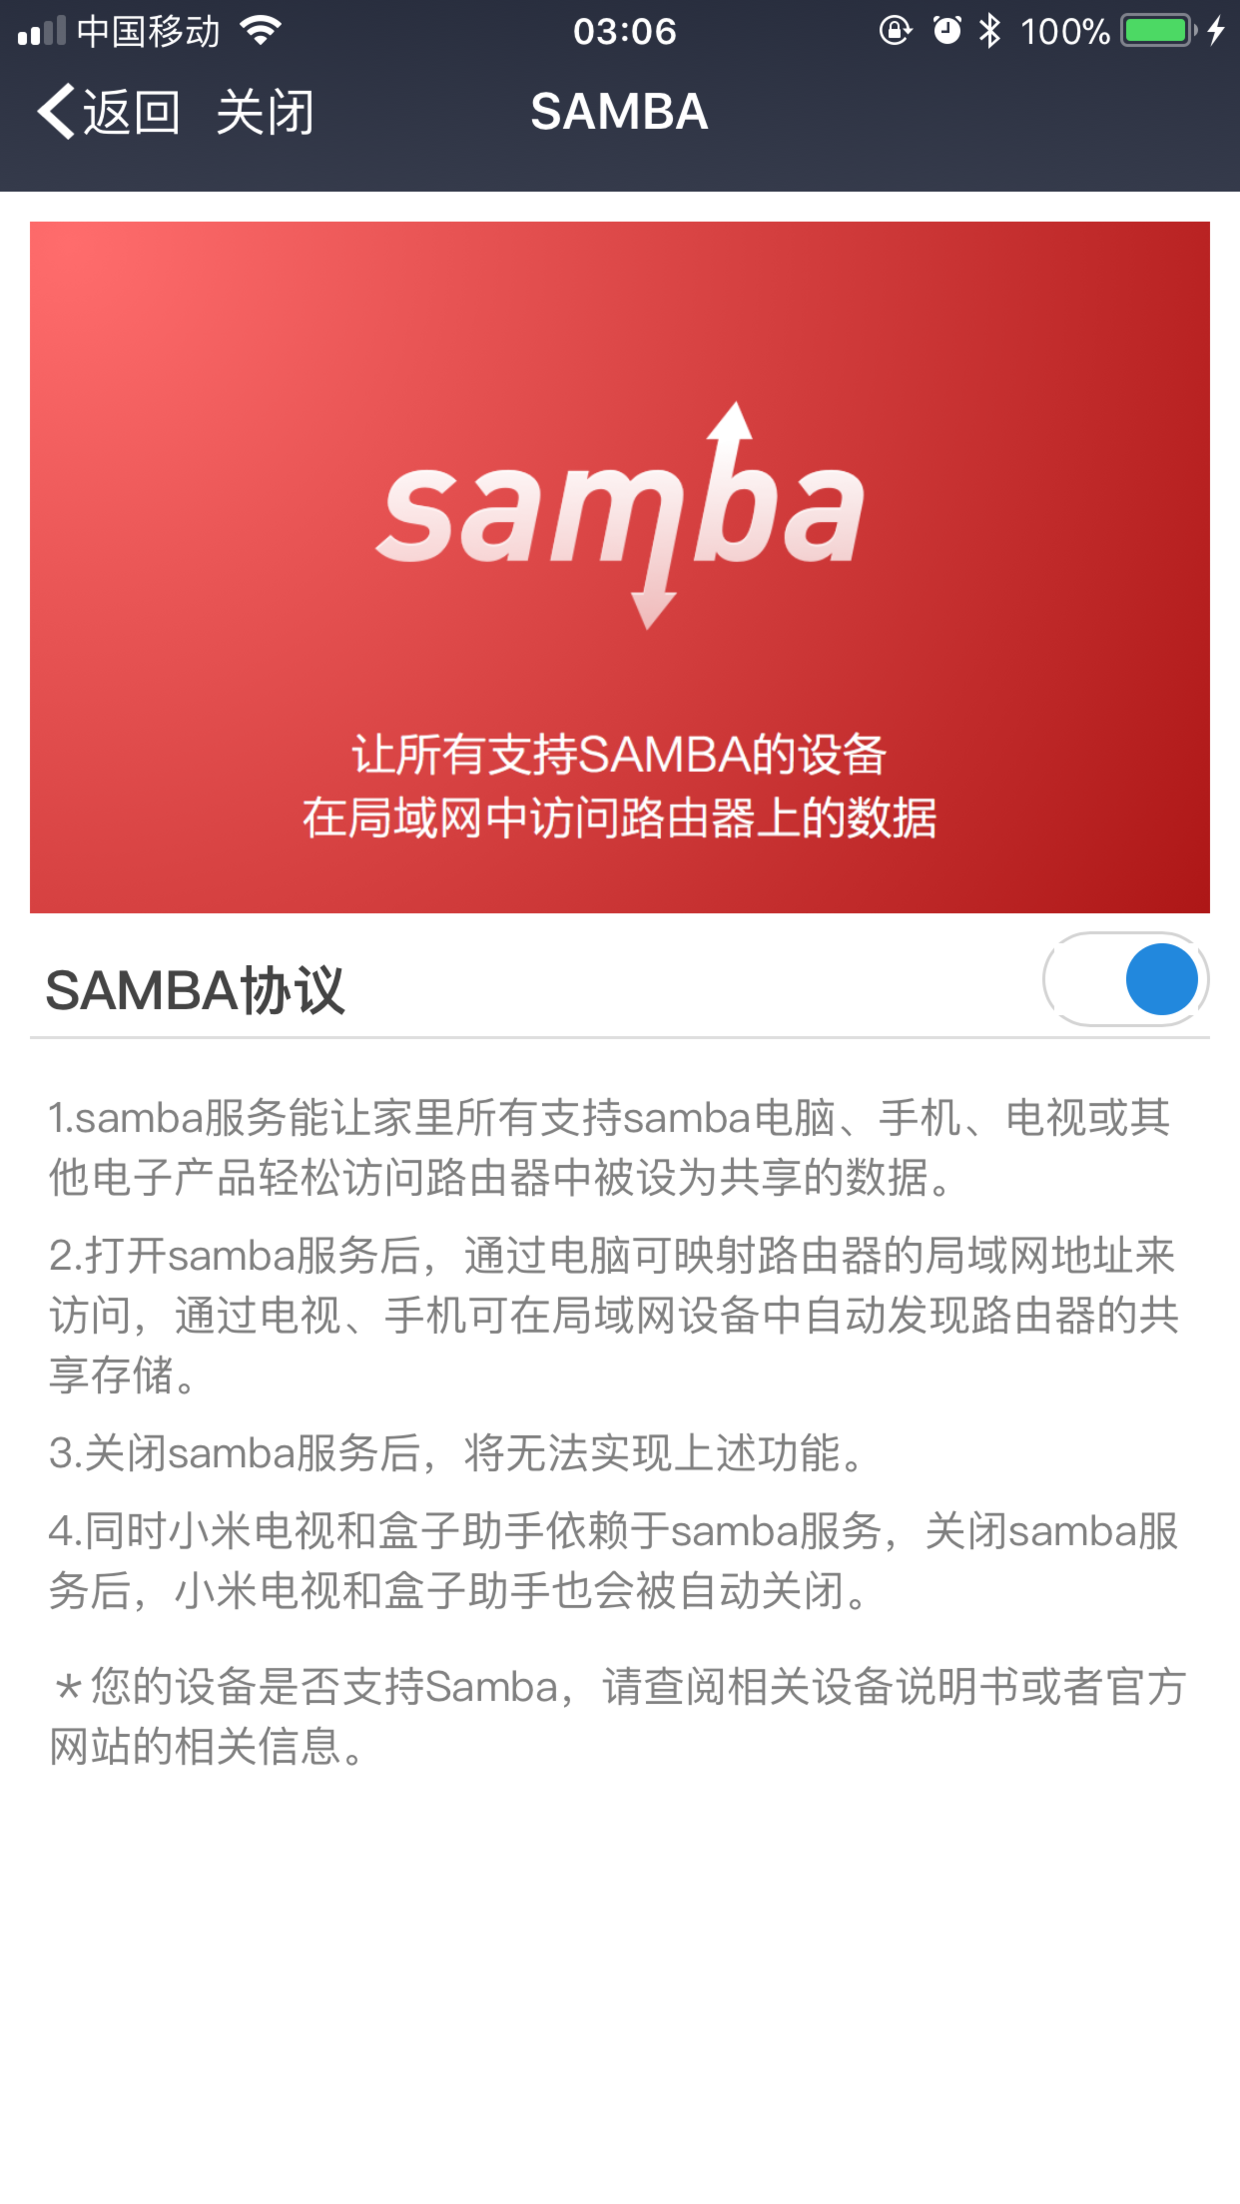 中国移动
03:06
100%
返回 关闭
SAMBA
samba
让所有支持SAMBA的设备
在局域网中访问路由器上的数据
SAMBA协议
1.samba服务能让家里所有支持samba电脑、手机、电视或其
他电子产品轻松访问路由器中被设为共享的数据。
2.打开samba服务后，通过电脑可映射路由器的局域网地址来
访问，通过电视、手机可在局域网设备中自动发现路由器的共
享存储。
3.关闭samba服务后，将无法实现上述功能。
4.同时小米电视和盒子助手依赖于samba服务，关闭samba服
务后，小米电视和盒子助手也会被自动关闭。
＊您的设备是否支持Samba，请查阅相关设备说明书或者官方
网站的相关信息。